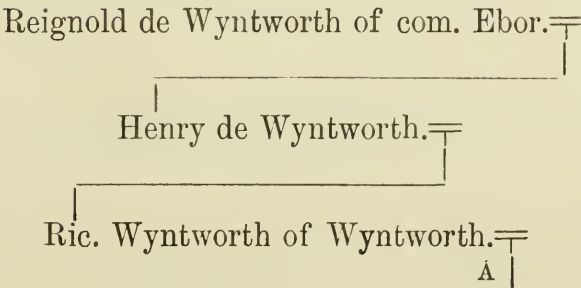 Reignold de Wyntworth of com. Ebor.
Henry de Wyntworth.
Ric. Wyntworth of Wyntworth.
A